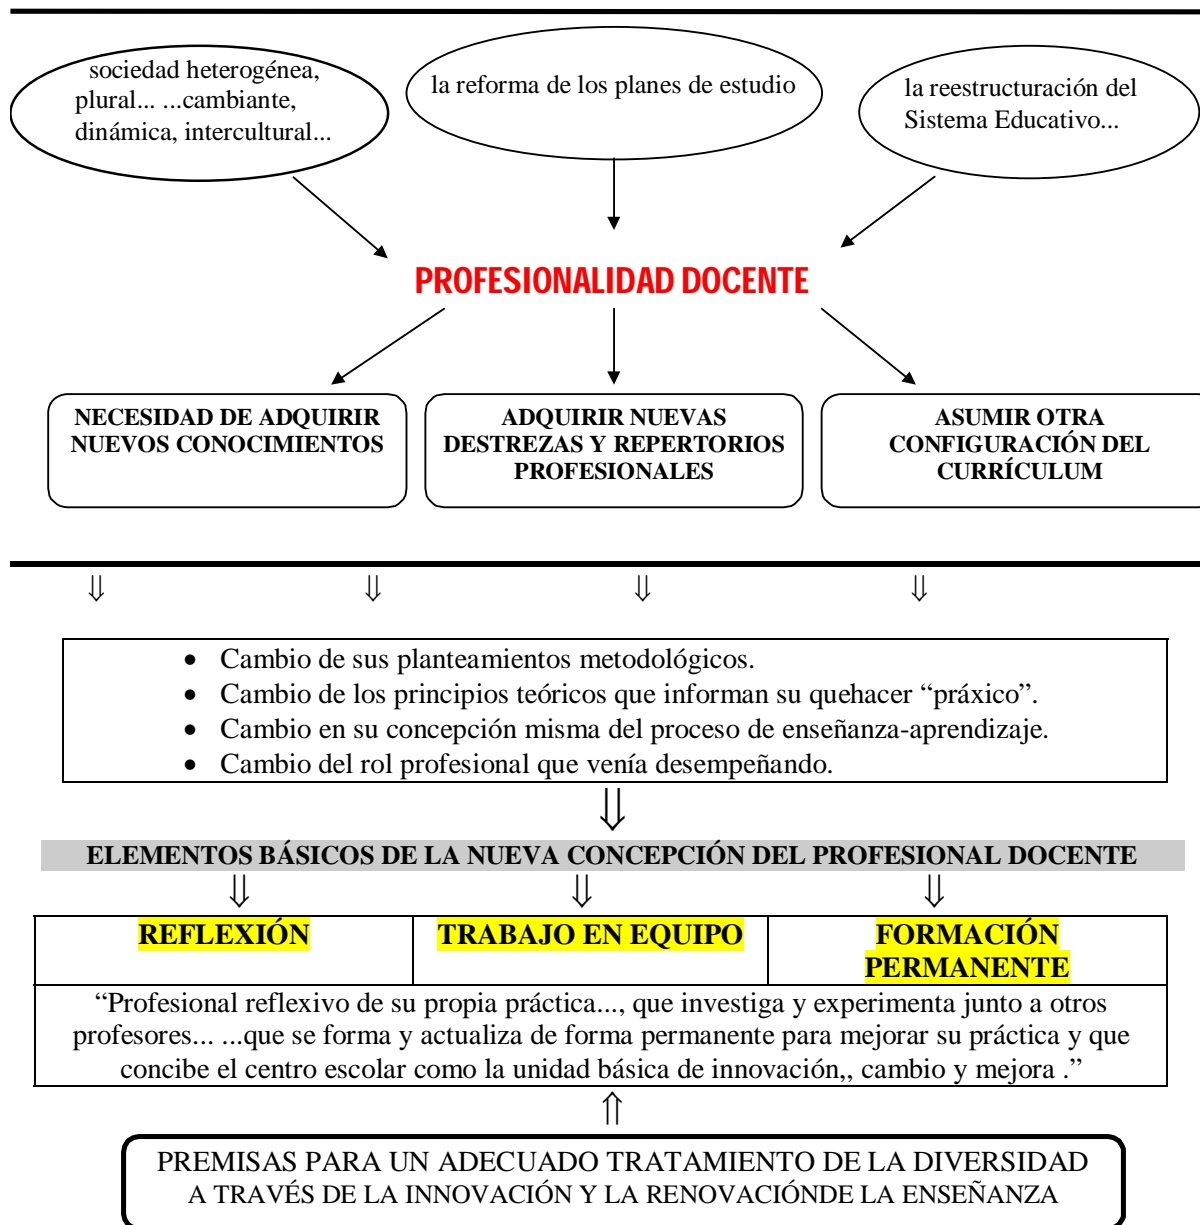 sociedad heterogénea,
plural... ...cambiante,
dinámica, intercultural...
la reforma de los planes de estudio
la reestructuración del
Sistema Educativo...
PROFESIONALIDAD DOCENTE
NECESIDAD DE ADQUIRIR
NUEVOS CONOCIMIENTOS
ADQUIRIR NUEVAS
DESTREZAS Y REPERTORIOS
PROFESIONALES
ASUMIR OTRA
CONFIGURACIÓN DEL
CURRÍCULUM
• Cambio de sus planteamientos metodológicos.
• Cambio de los principios teóricos que informan su quehacer “práxico”.
• Cambio en su concepción misma del proceso de enseñanza-aprendizaje.
• Cambio del rol profesional que venía desempeñando.
ELEMENTOS BÁSICOS DE LA NUEVA CONCEPCIÓN DEL PROFESIONAL DOCENTE
REFLEXIÓN
TRABAJO EN EQUIPO
FORMACIÓN
PERMANENTE
“Profesional reflexivo de su propia práctica..., que investiga y experimenta junto a otros
profesores... ...que se forma y actualiza de forma permanente para mejorar su práctica y que
concibe el centro escolar como la unidad básica de innovación,, cambio y mejora .”
PREMISAS PARA UN ADECUADO TRATAMIENTO DE LA DIVERSIDAD
A TRAVÉS DE LA INNOVACIÓN Y LA RENOVACIÓNDE LA ENSEÑANZA